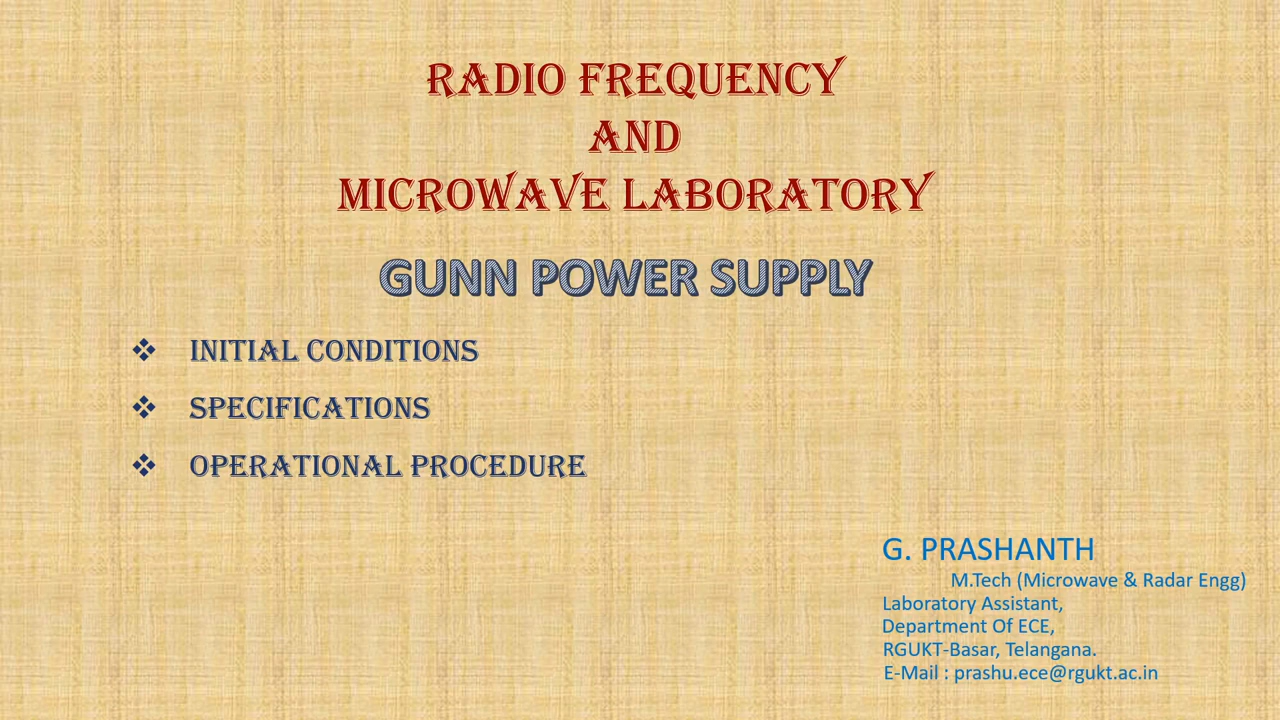 RADIO FREQUENCY
AND
MICROWAVE LABORATORY
GUNN POWER SUPPLY
❖ INITIAL CONDITIONS
❖ SPECIFICATIONS
❖ OPERATIONAL PROCEDURE
G. PRASHANTH
M.Tech (Microwave & Radar Engg)
Laboratory Assistant,
Department Of ECE,
RGUKT-Basar, Telangana.
E-Mail : prashu.ece@rgukt.ac.in